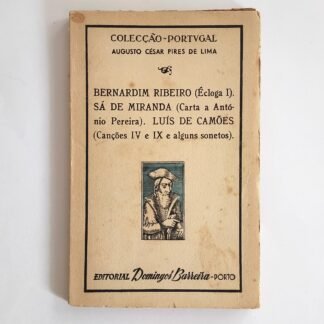 COLECÇÃO-PORTVGAL
AUGUSTO CÉSAR PIRES DE LIMA
BERNARDIM RIBEIRO (Écloga I).
SÁ DE MIRANDA (Carta a Antó-
nio Pereira). LUÍS DE CAMÕES
(Canções IV e IX e alguns sonetos).
EDITORIAL Domingos Barreira-PORTO